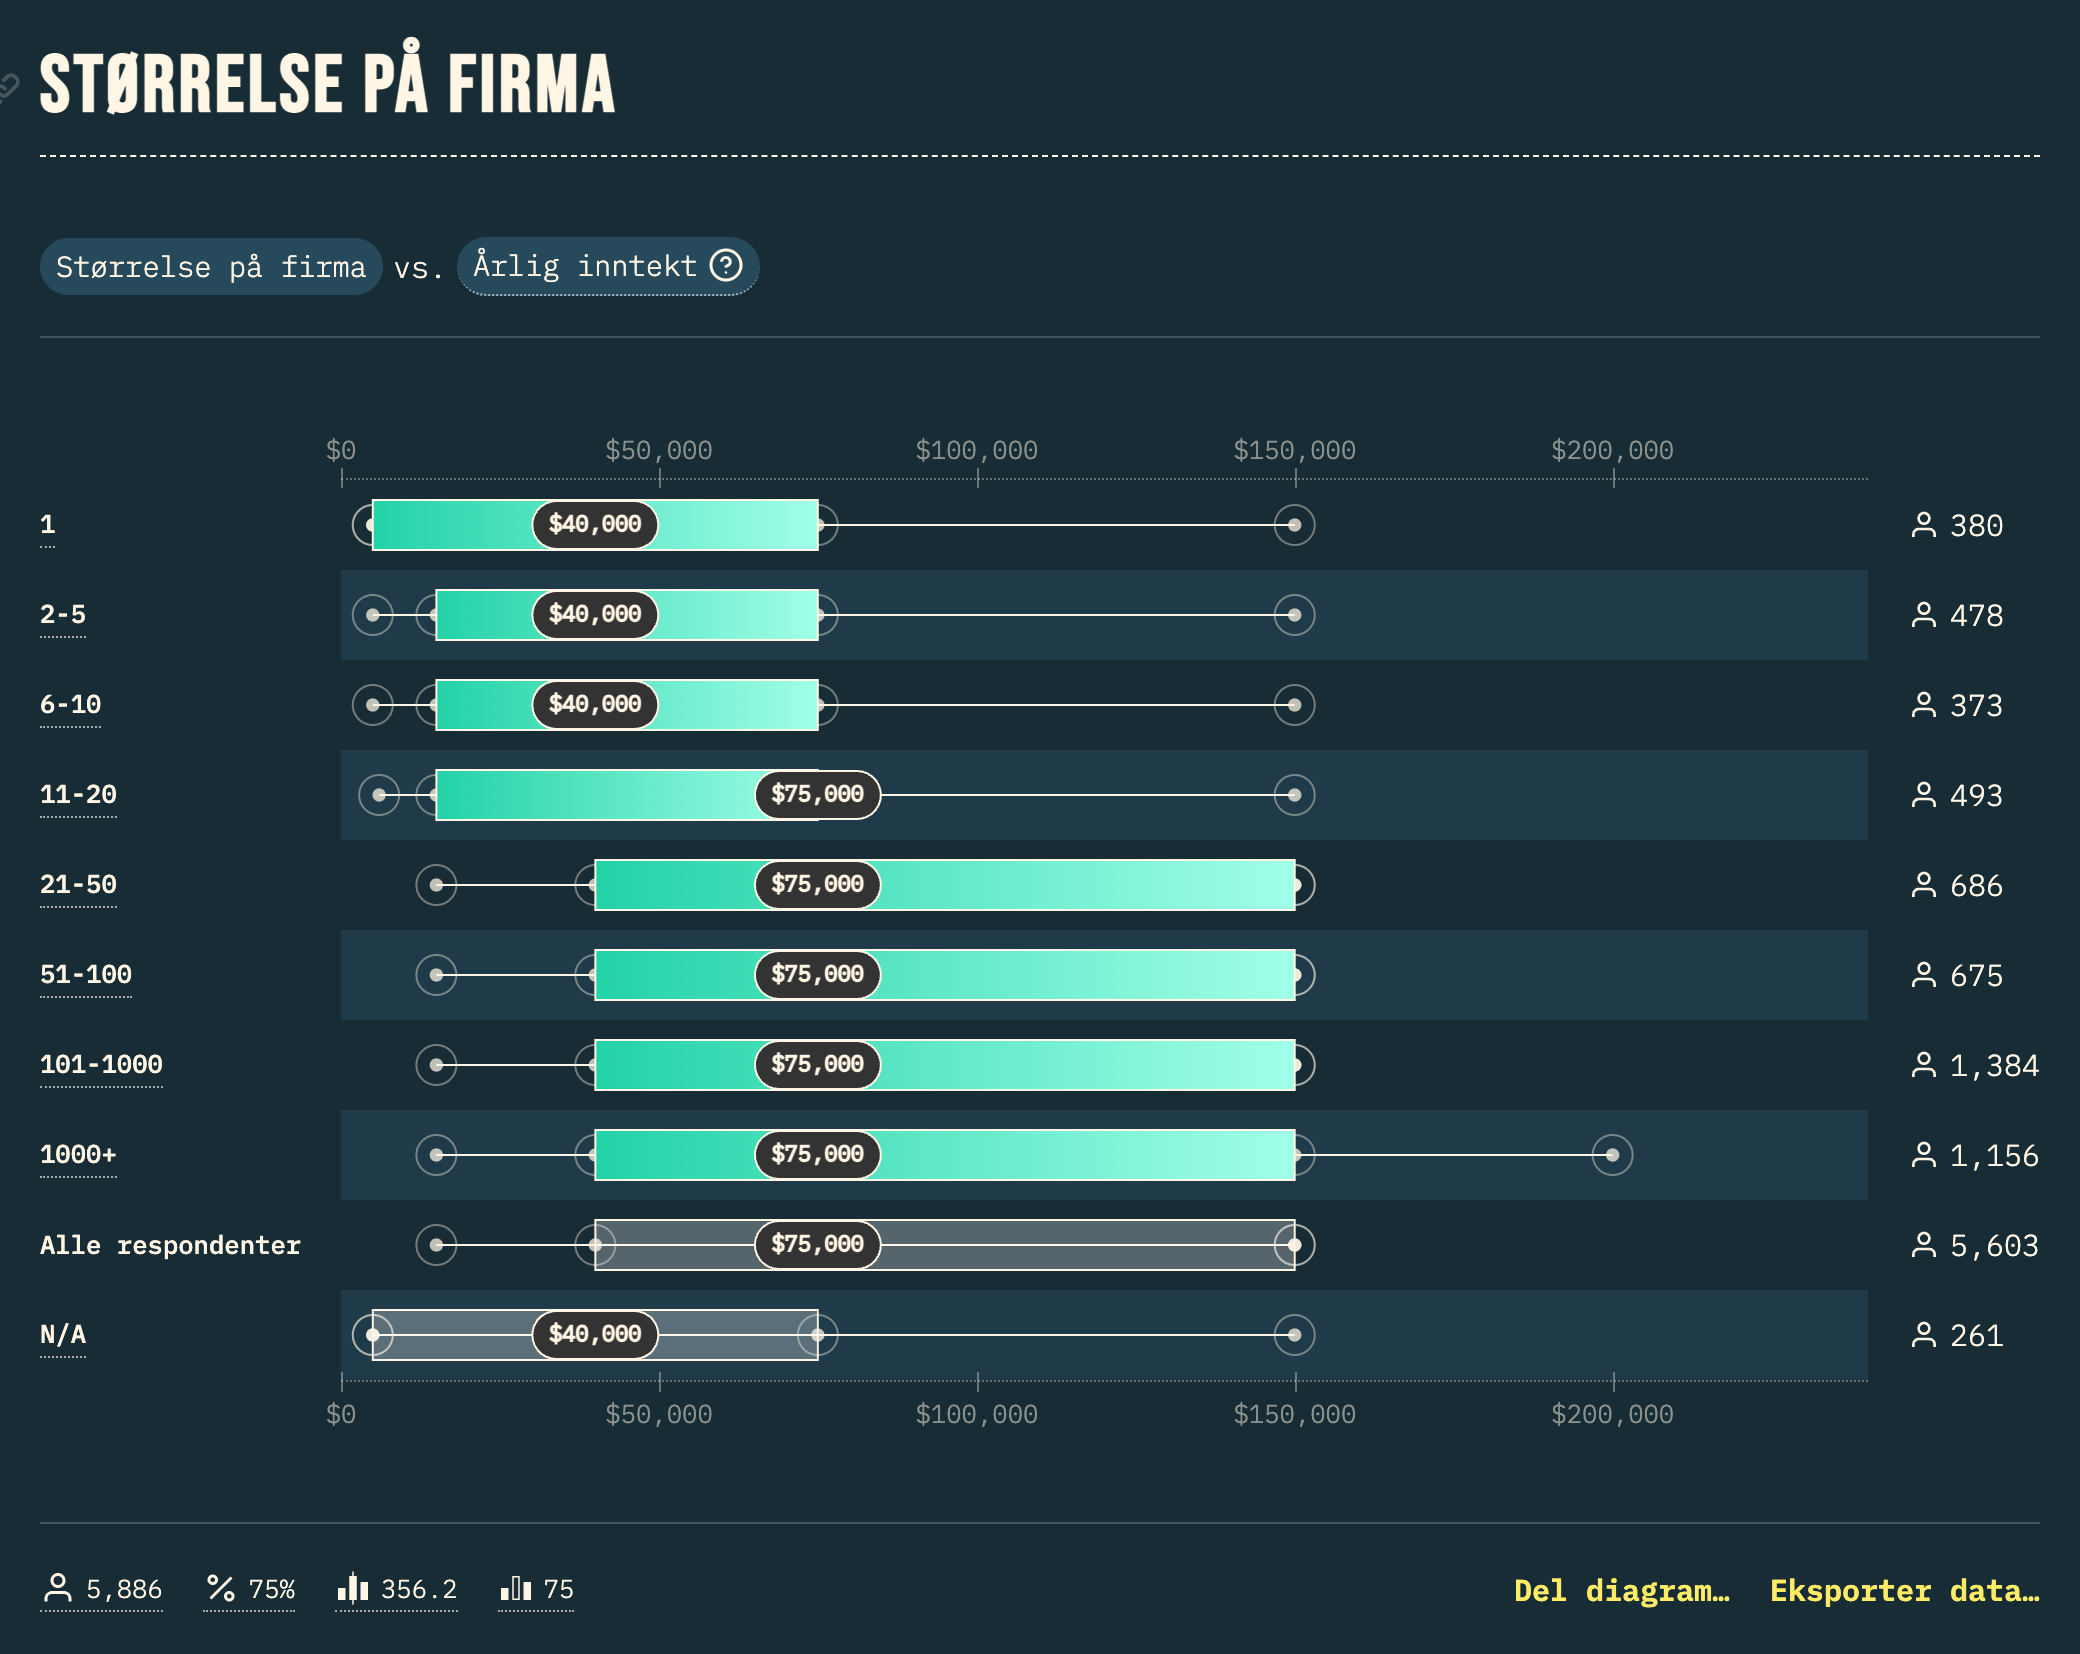 STØRRELSE PÅ FIRMA
Størrelse på firma vs. Årlig inntekt ?
$0 $50,000 $100,000 $150,000 $200,000
1 $40,000 380
2-5 $40,000 478
6-10 $40,000 373
11-20 $75,000 493
21-50 $75,000 686
51-100 $75,000 675
101-1000 $75,000 1,384
1000+ $75,000 1,156
Alle respondenter $75,000 5,603
N/A $40,000 261
$0 $50,000 $100,000 $150,000 $200,000
5,886 75% 356.2 75 Del diagram… Eksporter data…